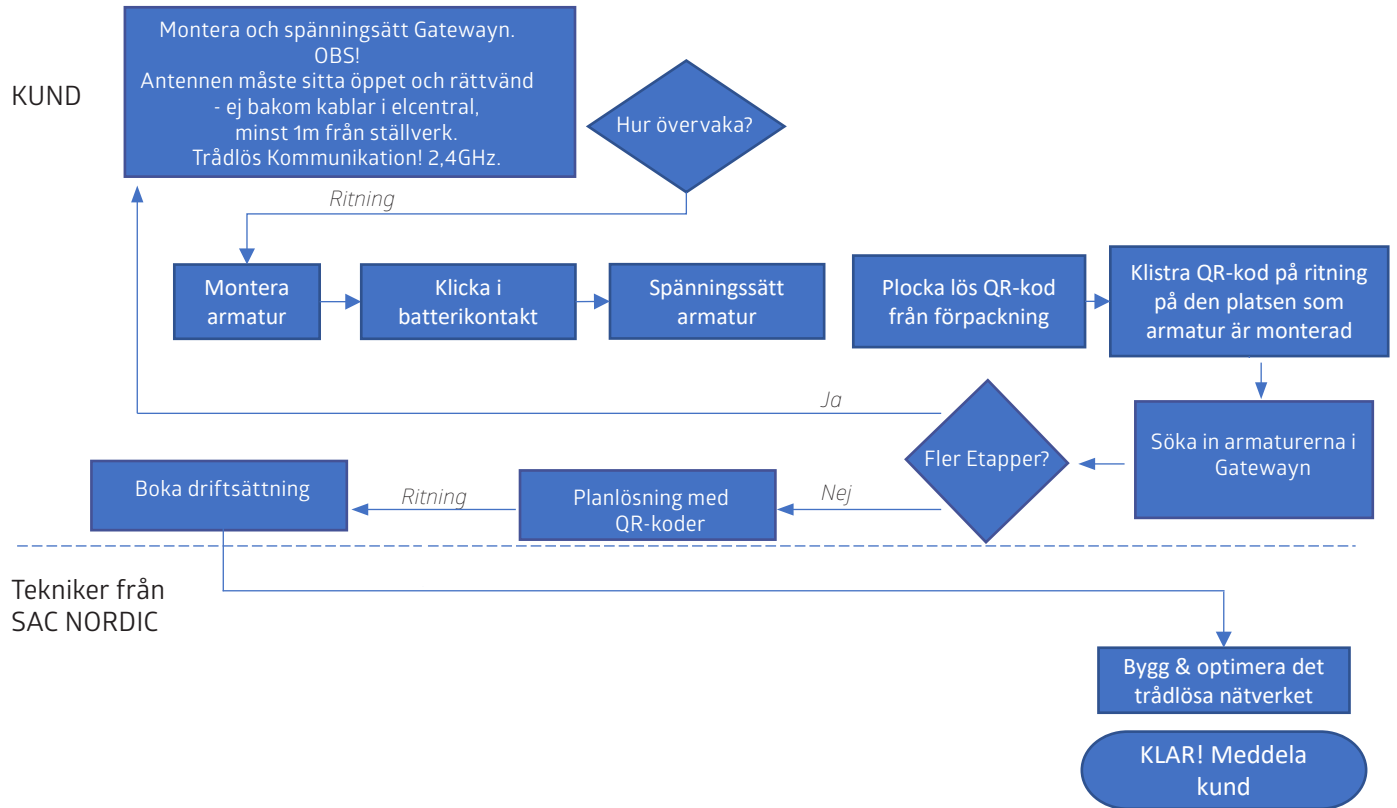 KUND
Montera och spänningsätt Gatewayn.
OBS!
Antennen måste sitta öppet och rättvänd
- ej bakom kablar i elcentral,
minst 1m från ställverk.
Trådlös Kommunikation! 2,4GHz.
Hur övervaka?
Ritning
Montera
armatur
Klicka i
batterikontakt
Spänningssätt
armatur
Plocka lös QR-kod
från förpackning
Klistra QR-kod på ritning
på den platsen som
armatur är monterad
Söka in armaturerna i
Gatewayn
Fler Etapper?
Ja
Nej
Planlösning med
QR-koder
Ritning
Boka driftsättning
Tekniker från
SAC NORDIC
Bygg & optimera det
trådlösa nätverket
KLAR! Meddela
kund